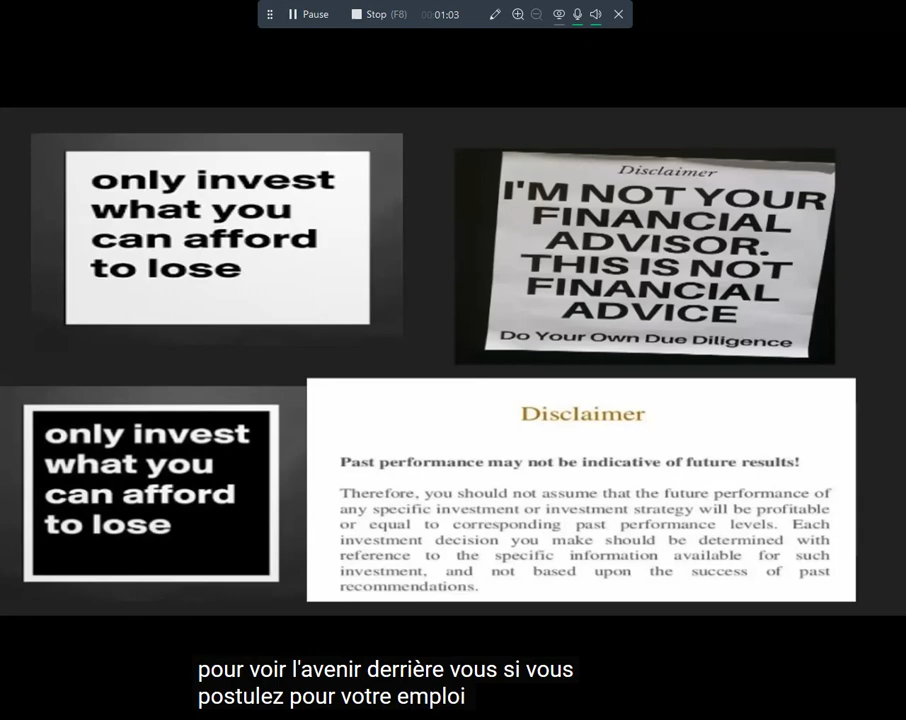 Pause
Stop (F8)
00:01:03
only invest
what you
can afford
to lose
Disclaimer
I'M NOT YOUR
FINANCIAL
ADVISOR.
THIS IS NOT
FINANCIAL
ADVICE
Do Your Own Due Diligence
only invest
what you
can afford
to lose
Disclaimer
Past performance may not be indicative of future results!
Therefore, you should not assume that the future performance of
any specific investment or investment strategy will be profitable
or equal to corresponding past performance levels. Each
investment decision you make should be determined with
reference to the specific information available for such
investment, and not based upon the success of past
recommendations.
pour voir l'avenir derrière vous si vous
postulez pour votre emploi